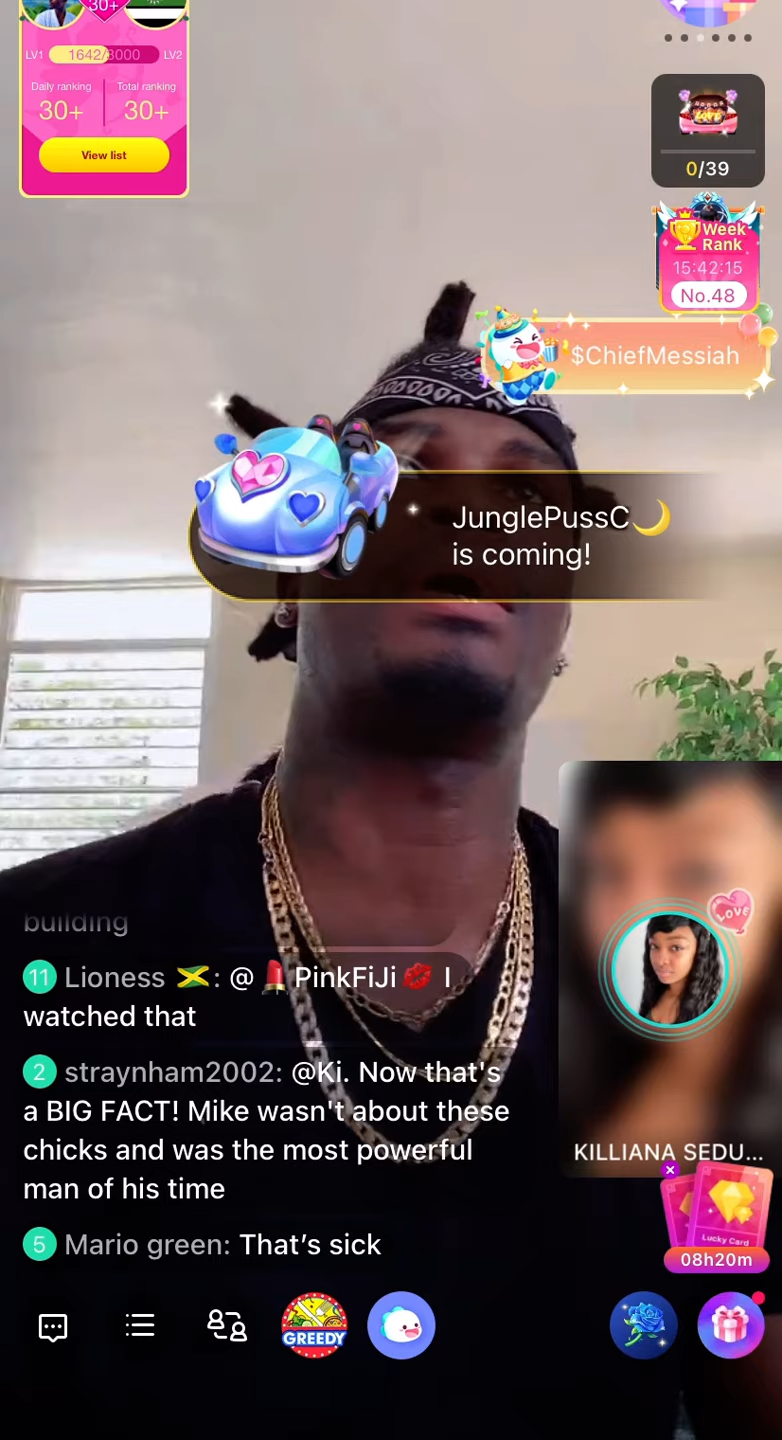 30+
LV1 1642/3000 LV2
Daily ranking Total ranking
30+ 30+
View list
LOVE
0/39
Week
Rank
15:42:15
No.48
$ChiefMessiah
JunglePussC🌙
is coming!
building
11 Lioness 🇯🇲: @💄PinkFiJi💋 I
watched that
2 straynham2002: @Ki. Now that's
a BIG FACT! Mike wasn't about these
chicks and was the most powerful
man of his time
5 Mario green: That’s sick
LOVE
KILLIANA SEDU...
Lucky Card
08h20m
GREEDY